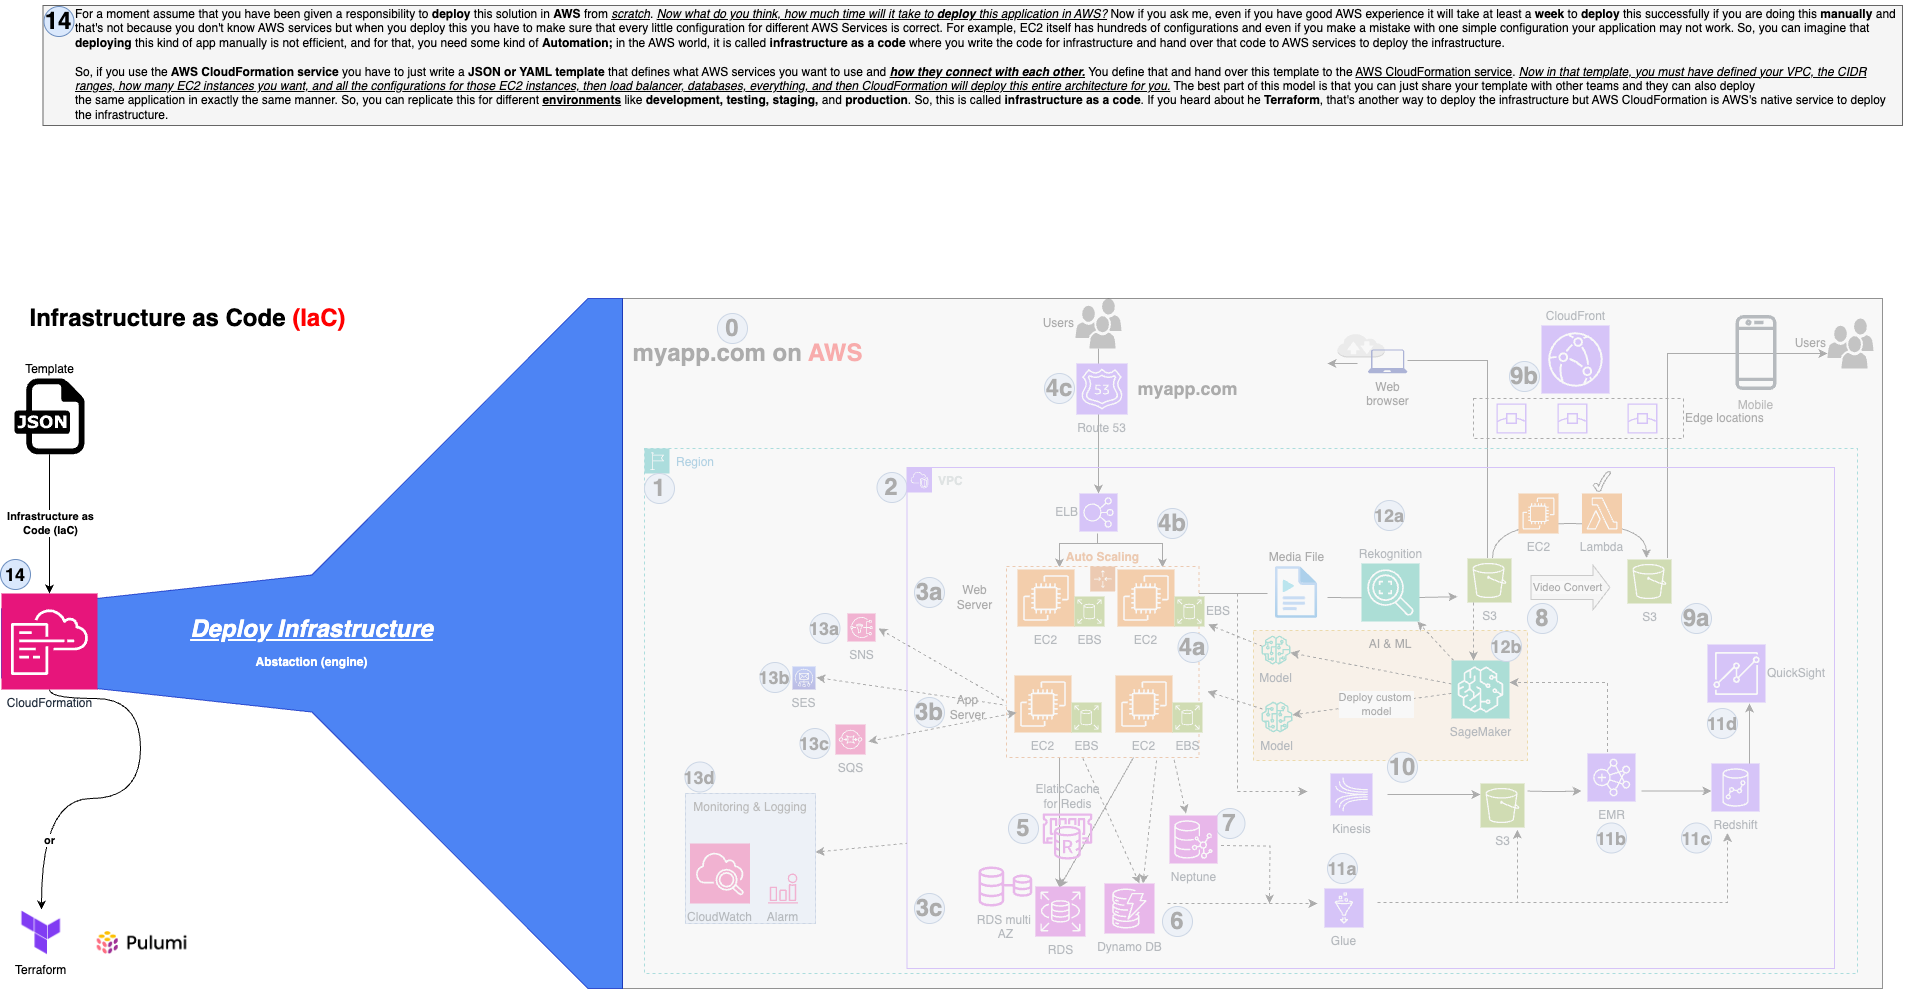 14
For a moment assume that you have been given a responsibility to deploy this solution in AWS from scratch. Now what do you think, how much time will it take to deploy this application in AWS? Now if you ask me, even if you have good AWS experience it will take at least a week to deploy this successfully if you are doing this manually and
that's not because you don't know AWS services but when you deploy this you have to make sure that every little configuration for different AWS Services is correct. For example, EC2 itself has hundreds of configurations and even if you make a mistake with one simple configuration your application may not work. So, you can imagine that
deploying this kind of app manually is not efficient, and for that, you need some kind of Automation; in the AWS world, it is called infrastructure as a code where you write the code for infrastructure and hand over that code to AWS services to deploy the infrastructure.
So, if you use the AWS CloudFormation service you have to just write a JSON or YAML template that defines what AWS services you want to use and how they connect with each other. You define that and hand over this template to the AWS CloudFormation service. Now in that template, you must have defined your VPC, the CIDR
ranges, how many EC2 instances you want, and all the configurations for those EC2 instances, then load balancer, databases, everything, and then CloudFormation will deploy this entire architecture for you. The best part of this model is that you can just share your template with other teams and they can also deploy
the same application in exactly the same manner. So, you can replicate this for different environments like development, testing, staging, and production. So, this is called infrastructure as a code. If you heard about he Terraform, that's another way to deploy the infrastructure but AWS CloudFormation is AWS's native service to deploy
the infrastructure.
Infrastructure as Code (IaC)
Template
JSON
Infrastructure as
Code (IaC)
14
CloudFormation
Deploy Infrastructure
Abstaction (engine)
or
Terraform
Pulumi
0
myapp.com on AWS
Users
4c
53
myapp.com
Route 53
Web
browser
CloudFront
9b
Edge locations
Mobile
Users
Region
1
2
VPC
ELB
4b
Auto Scaling
3a
Web
Server
EC2
EBS
EC2
EBS
4a
Media File
12a
Rekognition
AI & ML
S3
EC2
Lambda
Video Convert
8
S3
9a
13a
SNS
13b
SES
3b
App
Server
13c
SQS
EC2
EBS
EC2
EBS
Model
Deploy custom
model
Model
12b
SageMaker
QuickSight
11d
13d
Monitoring & Logging
CloudWatch
Alarm
ElaticCache
for Redis
5
R
7
Neptune
10
Kinesis
S3
EMR
11b
Redshift
11c
3c
RDS multi
AZ
RDS
Dynamo DB
6
11a
Glue